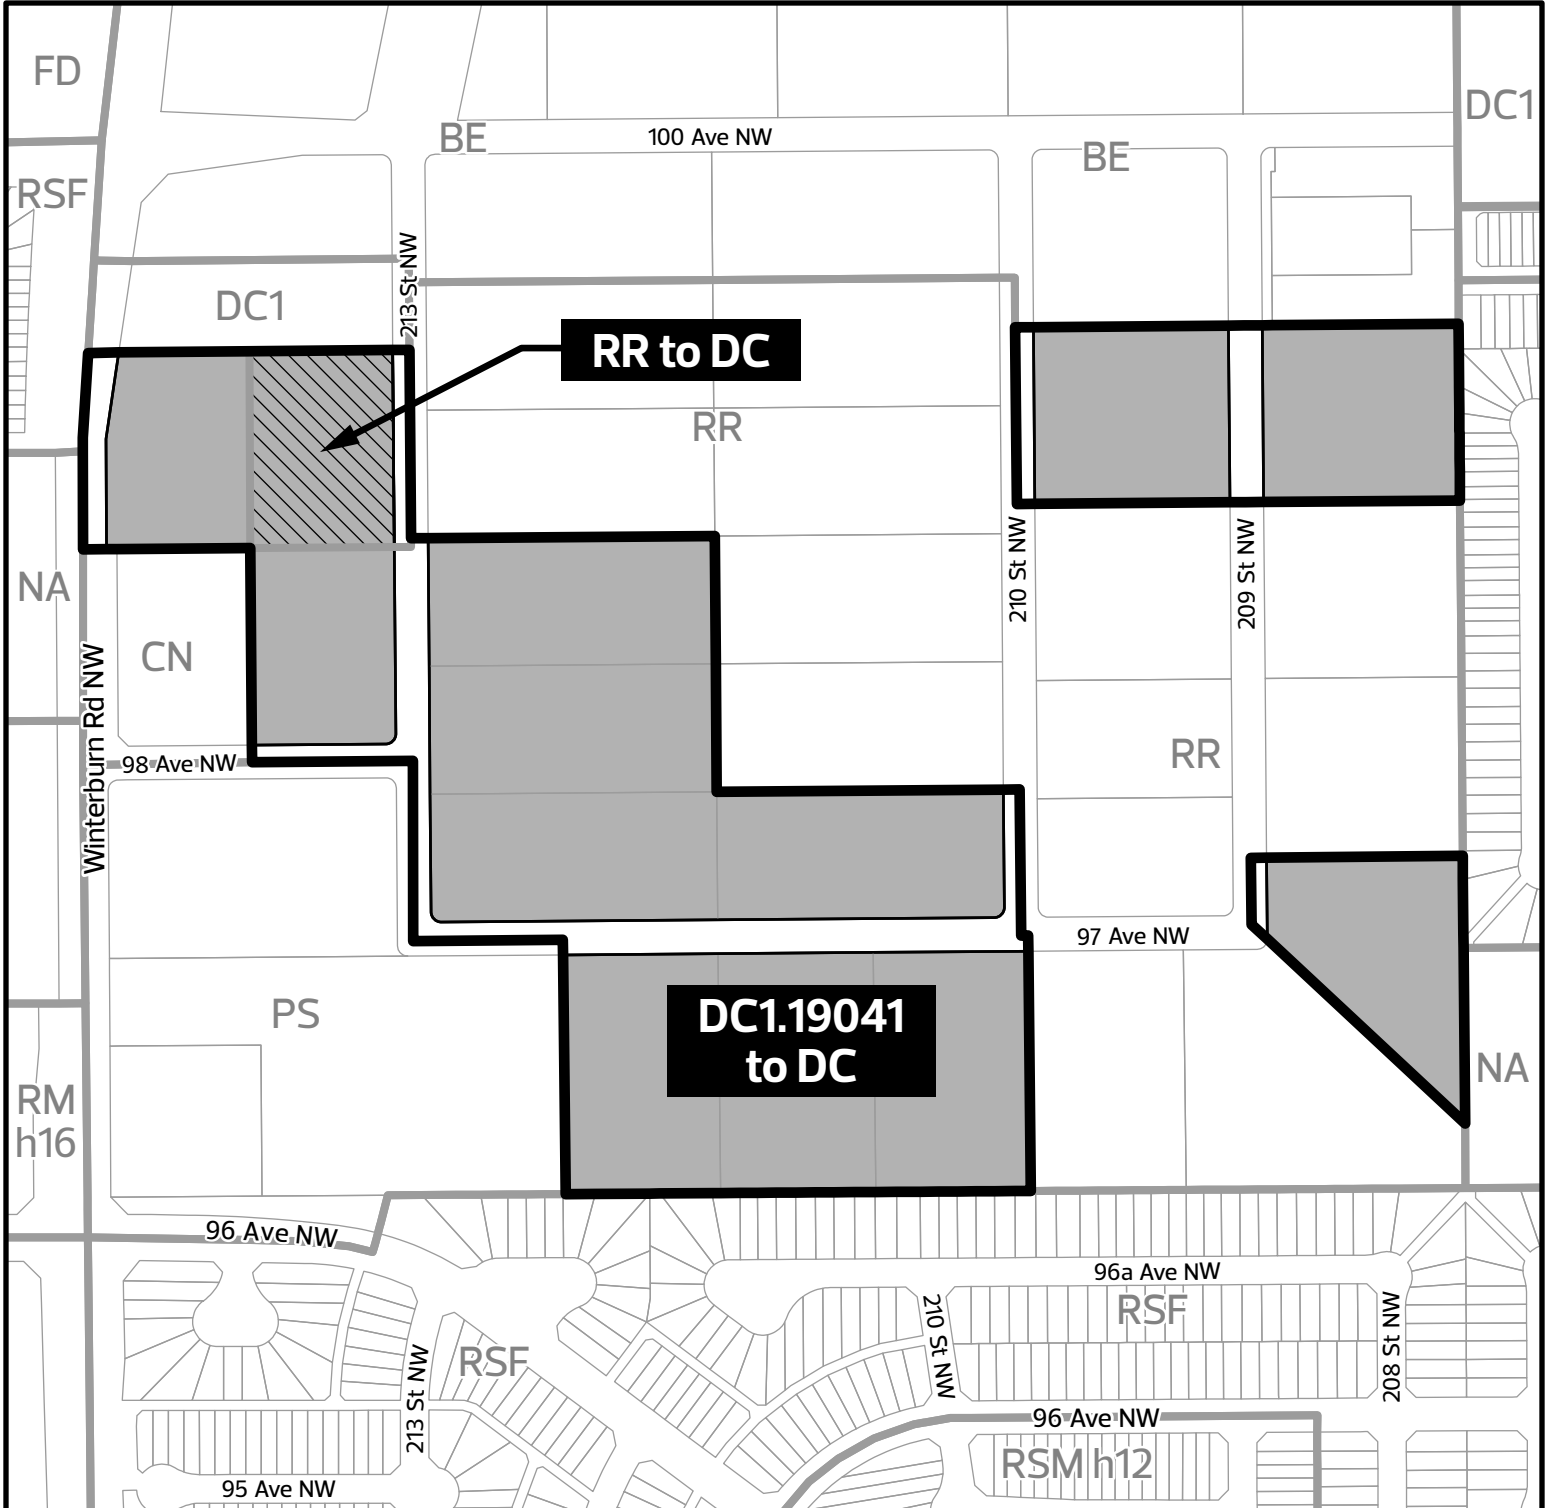 FD
DC1
BE
100 Ave NW
BE
RSF
213 St NW
DC1
RR to DC
RR
210 St NW
209 St NW
NA
CN
Winterburn Rd NW
98 Ave NW
RR
97 Ave NW
PS
DC1.19041
to DC
NA
RM
h16
96 Ave NW
96a Ave NW
RSF
210 St NW
208 St NW
RSF
213 St NW
96 Ave NW
RSM h12
95 Ave NW